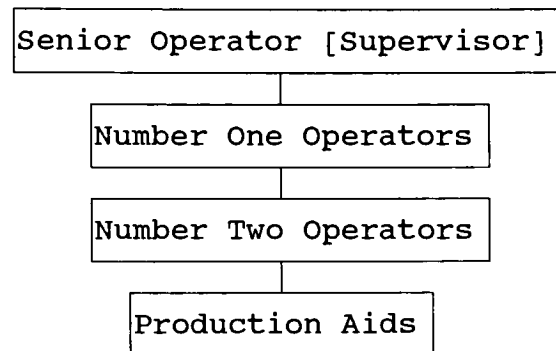 Senior Operator [Supervisor]
Number One Operators
Number Two Operators
Production Aids